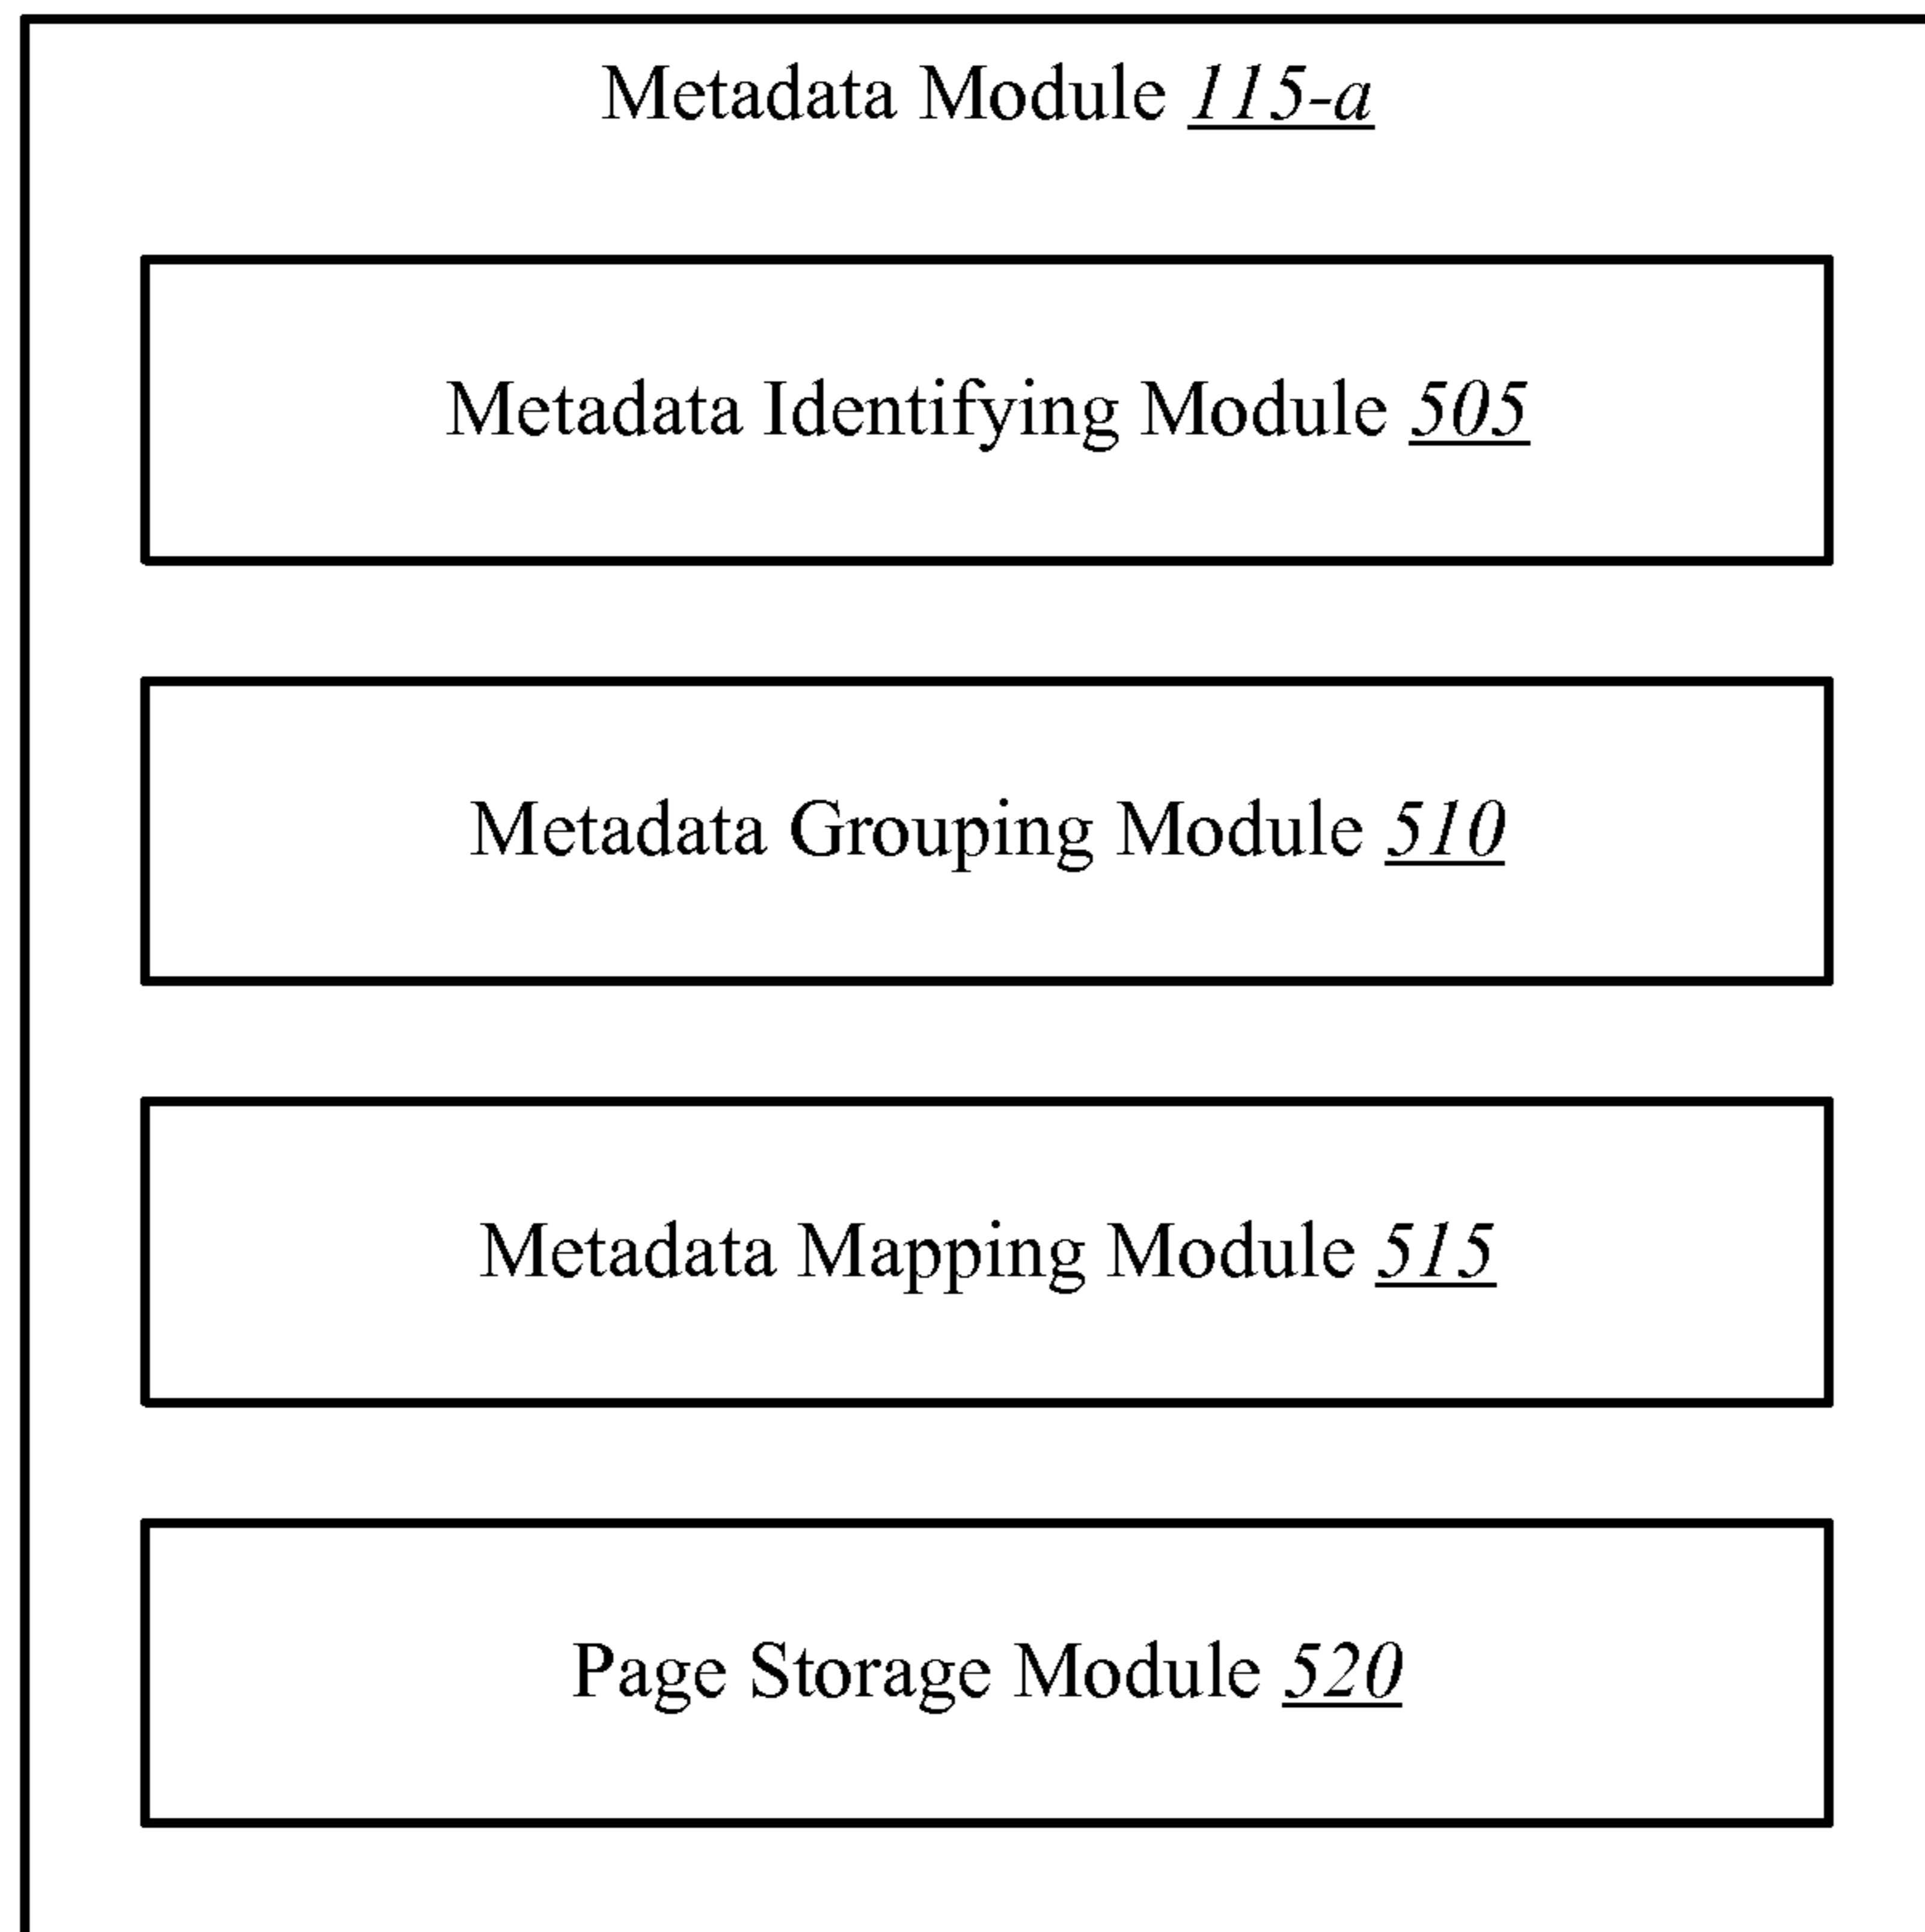 Metadata Module 115-a
Metadata Identifying Module 505
Metadata Grouping Module 510
Metadata Mapping Module 515
Page Storage Module 520